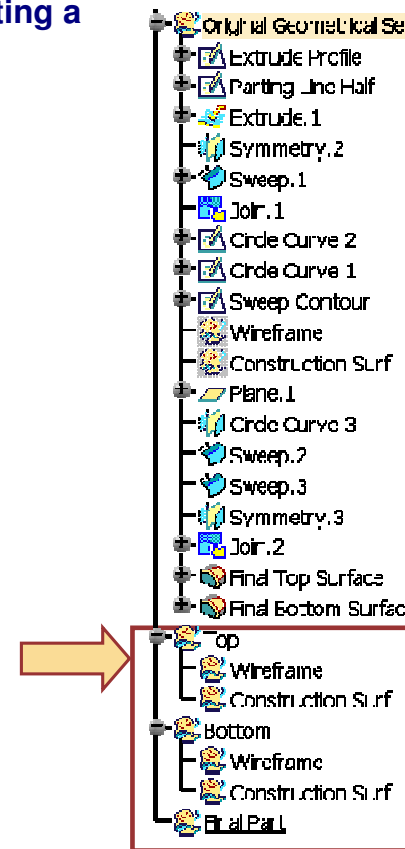 ting a
Original Geometrical Se
Extrude Profile
Parting Line Half
Extrude.1
Symmetry.2
Sweep.1
Join.1
Circle Curve 2
Circle Curve 1
Sweep Contour
Wireframe
Construction Surf
Plane.1
Circle Curve 3
Sweep.2
Sweep.3
Symmetry.3
Join.2
Final Top Surface
Final Bottom Surfac
Top
Wireframe
Construction Surf
Bottom
Wireframe
Construction Surf
Final Part